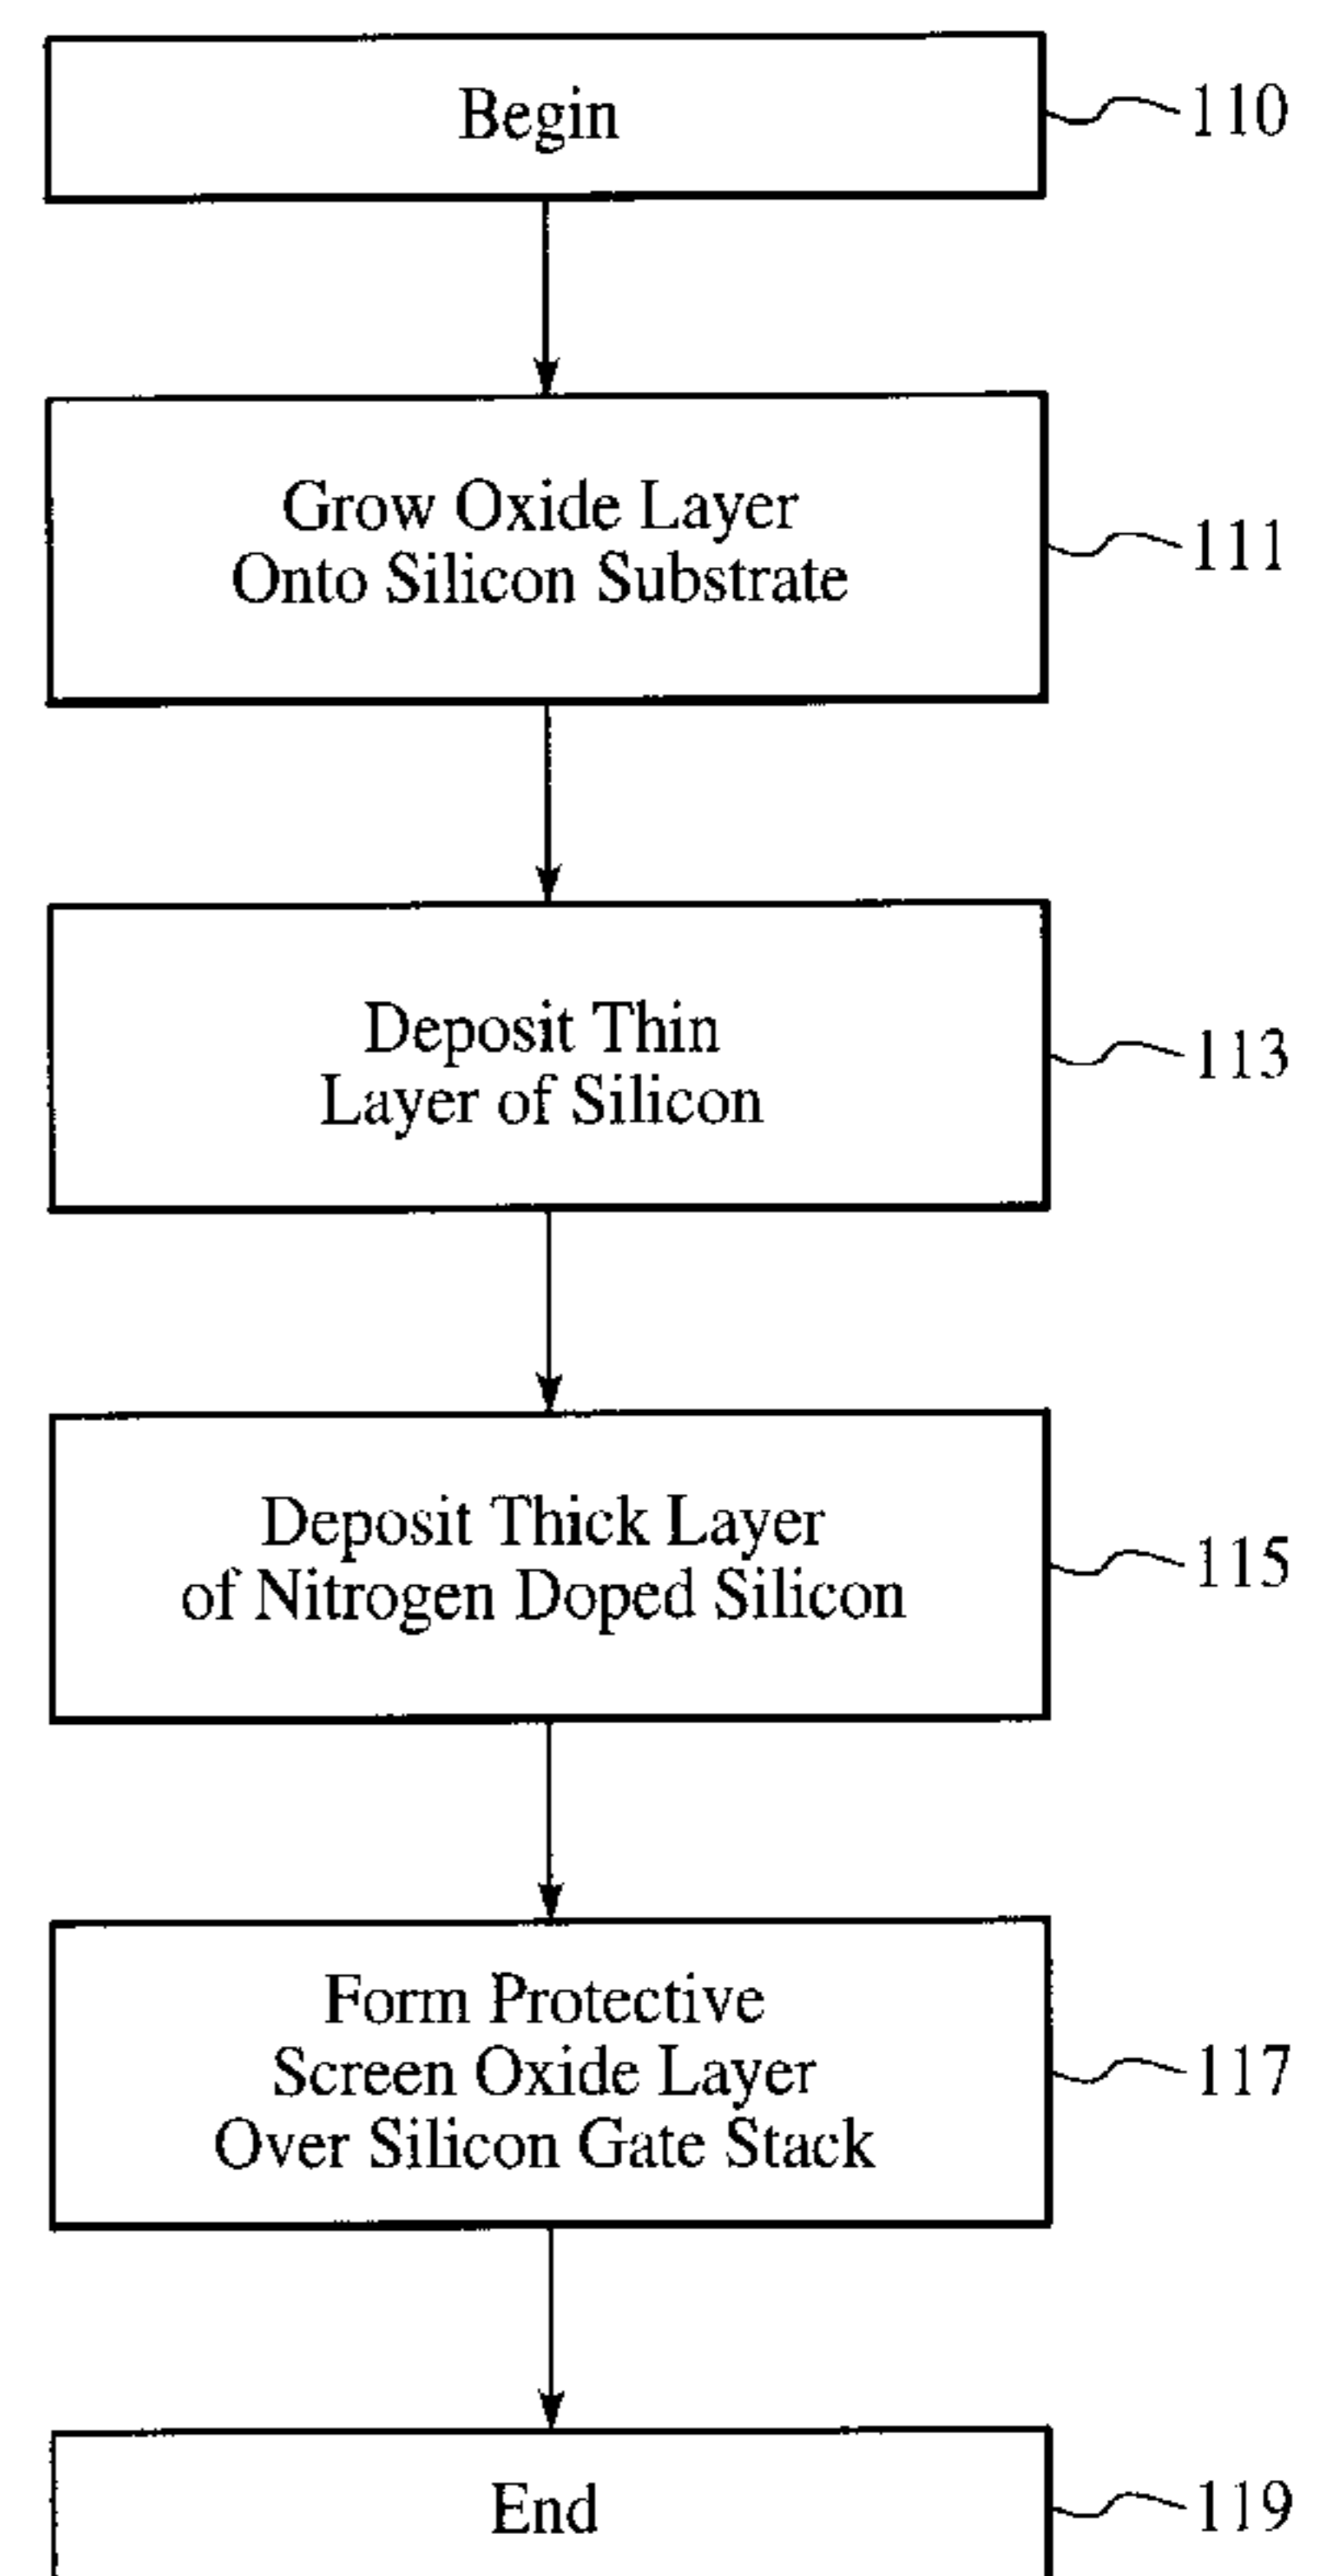 Begin
110
Grow Oxide Layer
Onto Silicon Substrate
111
Deposit Thin
Layer of Silicon
113
Deposit Thick Layer
of Nitrogen Doped Silicon
115
Form Protective
Screen Oxide Layer
Over Silicon Gate Stack
117
End
119